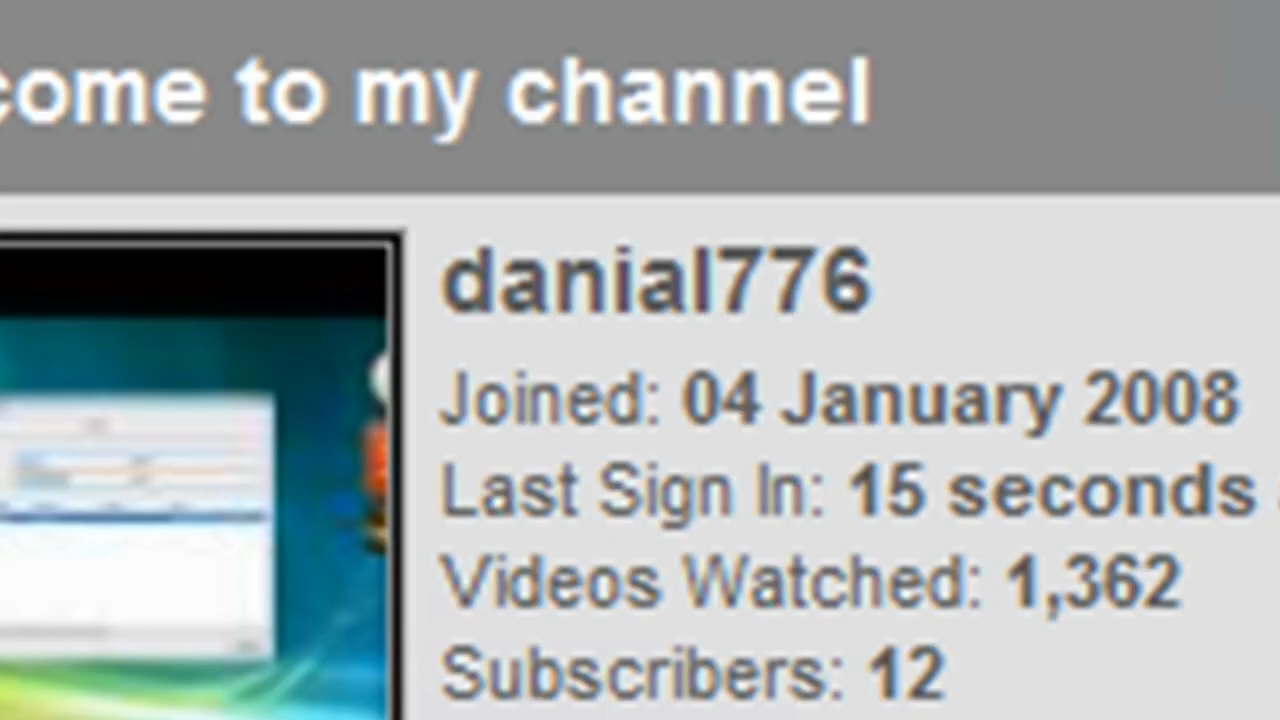 come to my channel
danial776
Joined: 04 January 2008
Last Sign In: 15 seconds
Videos Watched: 1,362
Subscribers: 12